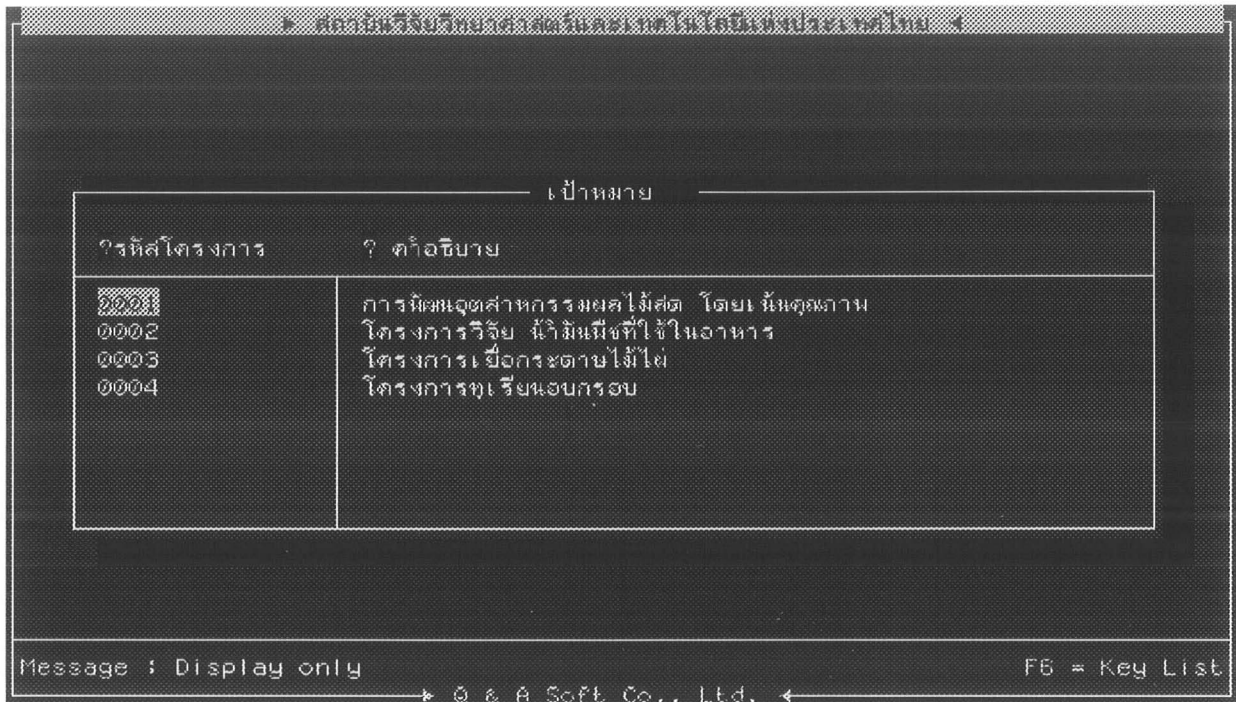 ► สถาบันวิจัยวิทยาศาสตร์และเทคโนโลยีแห่งประเทศไทย ◄
เป้าหมาย
?รหัสโครงการ ? คำอธิบาย
0001 การพัฒนอุตสาหกรรมผลไม้สด โดยเน้นคุณภาพ
0002 โครงการวิจัย น้ำมันพืชที่ใช้ในอาหาร
0003 โครงการเยื่อกระดาษไม้ไผ่
0004 โครงการทุเรียนอบกรอบ
Message : Display only F6 = Key List
► Q & A Soft Co., Ltd. ◄